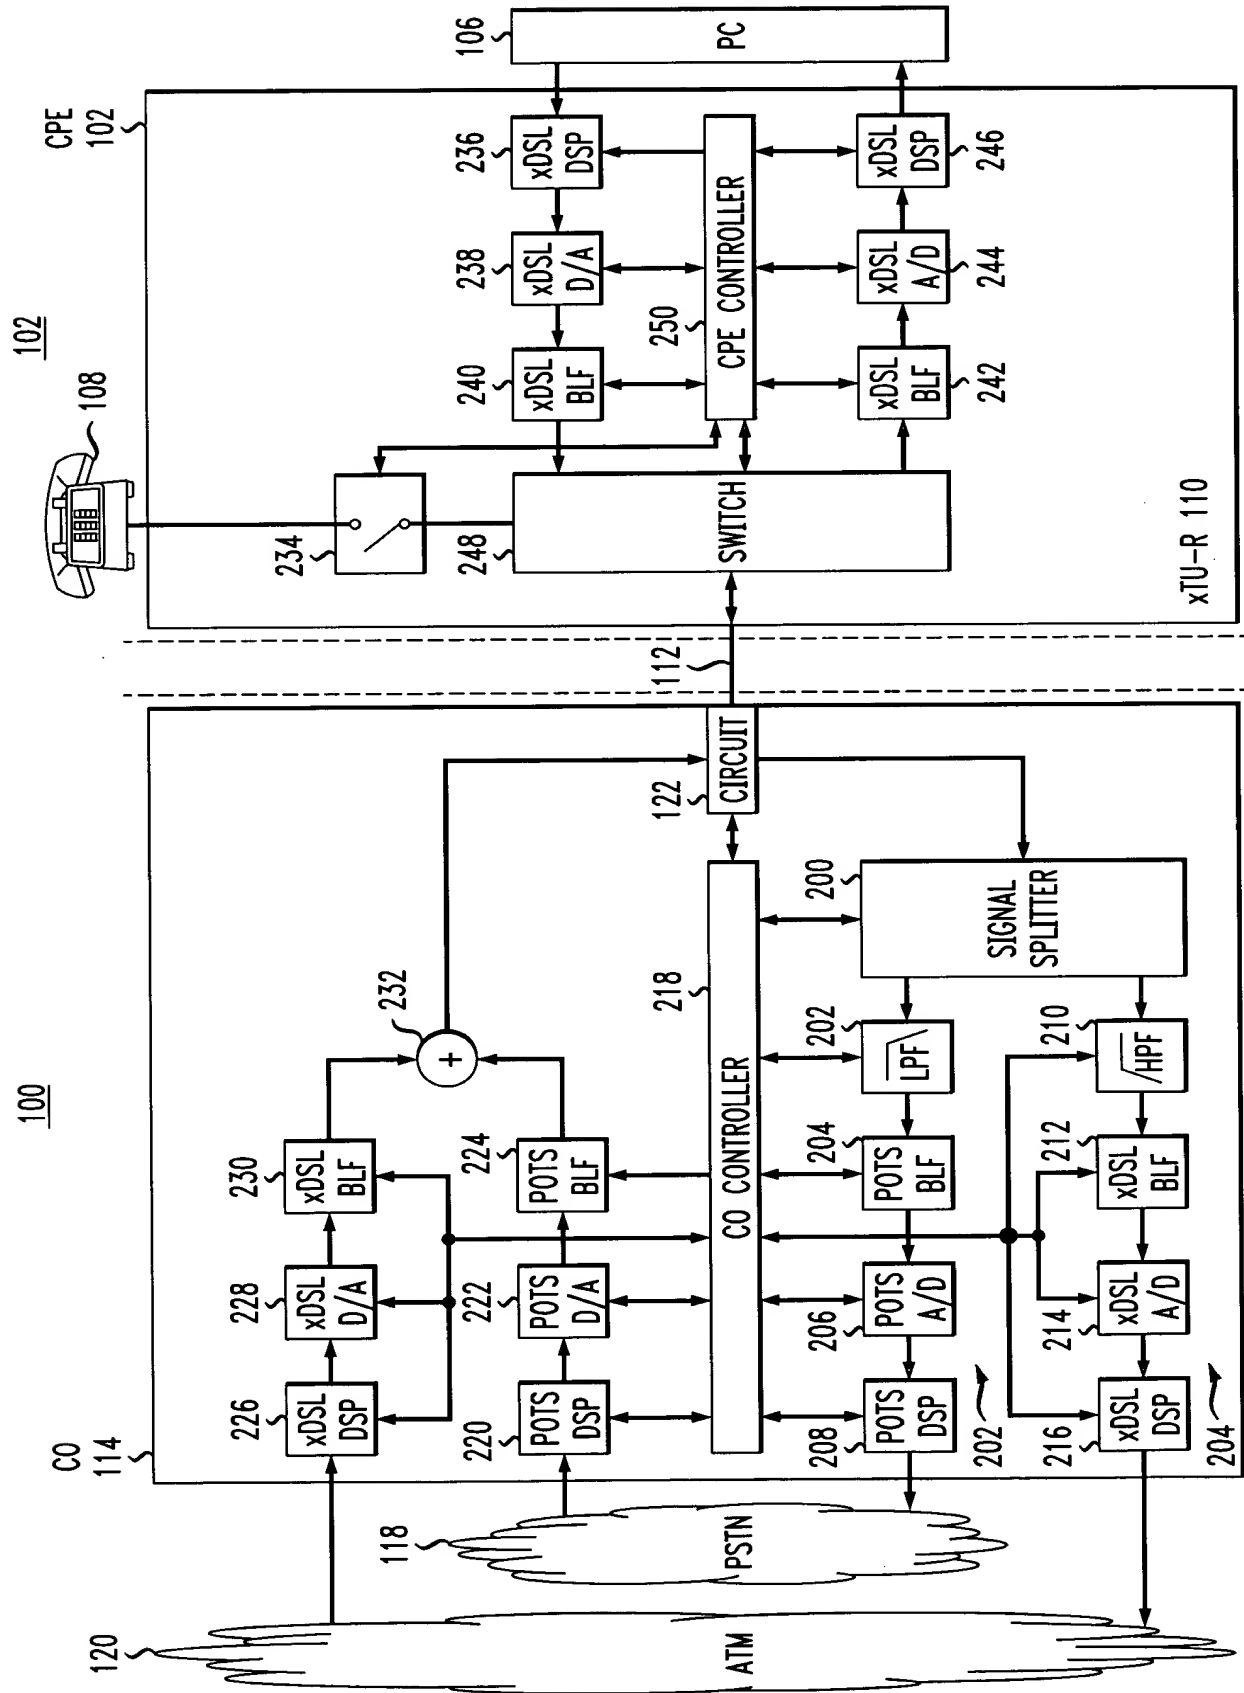 100
CO
114
120
ATM
118
PSTN
226
xDSL
DSP
228
xDSL
D/A
230
xDSL
BLF
220
POTS
DSP
222
POTS
D/A
224
POTS
BLF
232
+
218
CO CONTROLLER
122
CIRCUIT
208
POTS
DSP
206
POTS
A/D
204
POTS
BLF
202
LPF
200
SIGNAL
SPLITTER
202
216
xDSL
DSP
214
xDSL
A/D
212
xDSL
BLF
210
HPF
204
112
102
CPE
102
108
234
248
SWITCH
240
xDSL
BLF
238
xDSL
D/A
236
xDSL
DSP
106
PC
250
CPE CONTROLLER
xDSL
BLF
242
xDSL
A/D
244
xDSL
DSP
246
xTU-R 110